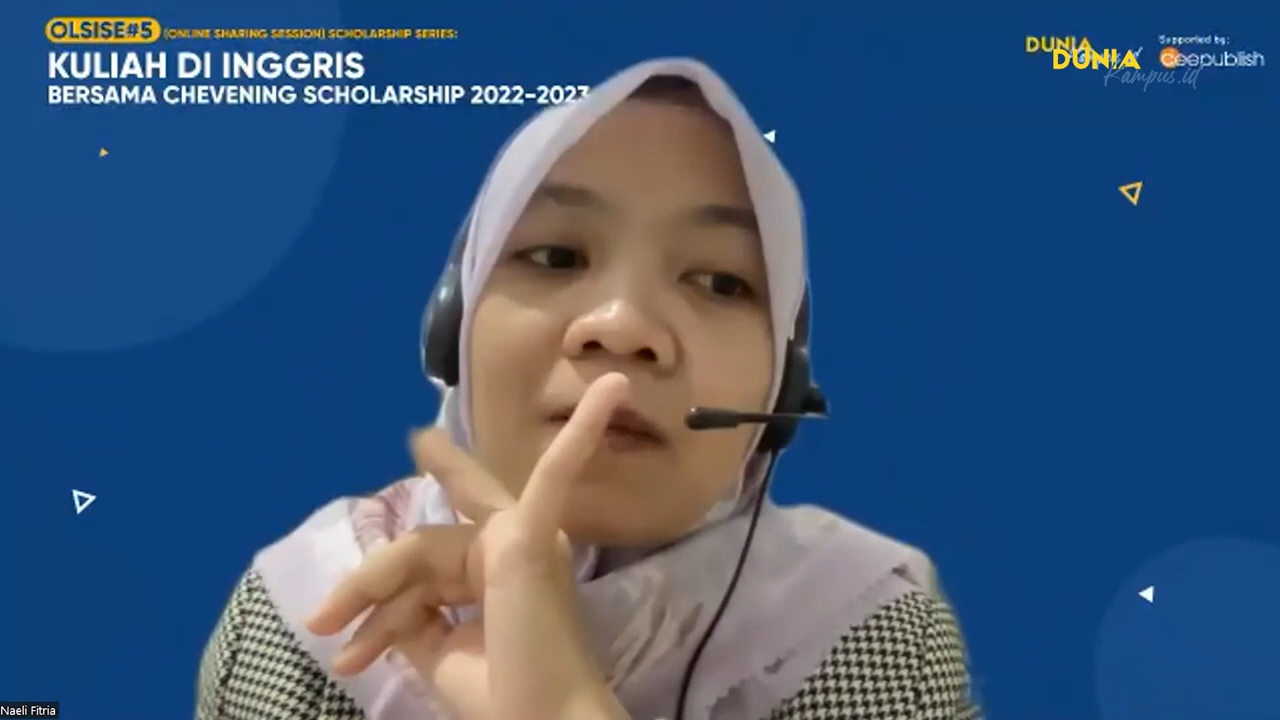 OLSISE#5 (ONLINE SHARING SESSION) SCHOLARSHIP SERIES:
KULIAH DI INGGRIS
BERSAMA CHEVENING SCHOLARSHIP 2022-2023
DUNIA
DUNIA
Kampus.id
Supported by:
deepublish
Naeli Fitria